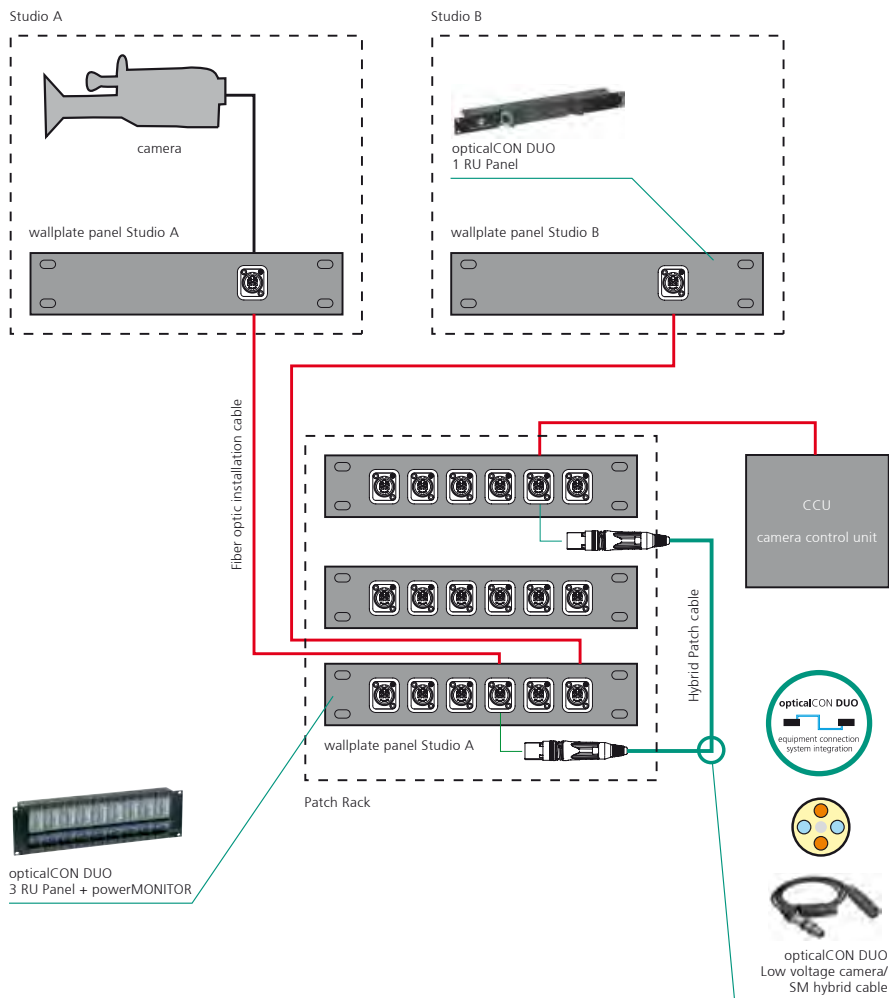 Studio A
Studio B
camera
opticalCON DUO
1 RU Panel
wallplate panel Studio A
wallplate panel Studio B
Fiber optic installation cable
CCU
camera control unit
Hybrid Patch cable
opticalCON DUO
equipment connection
system integration
wallplate panel Studio A
Patch Rack
opticalCON DUO
3 RU Panel + powerMONITOR
opticalCON DUO
Low voltage camera/
SM hybrid cable